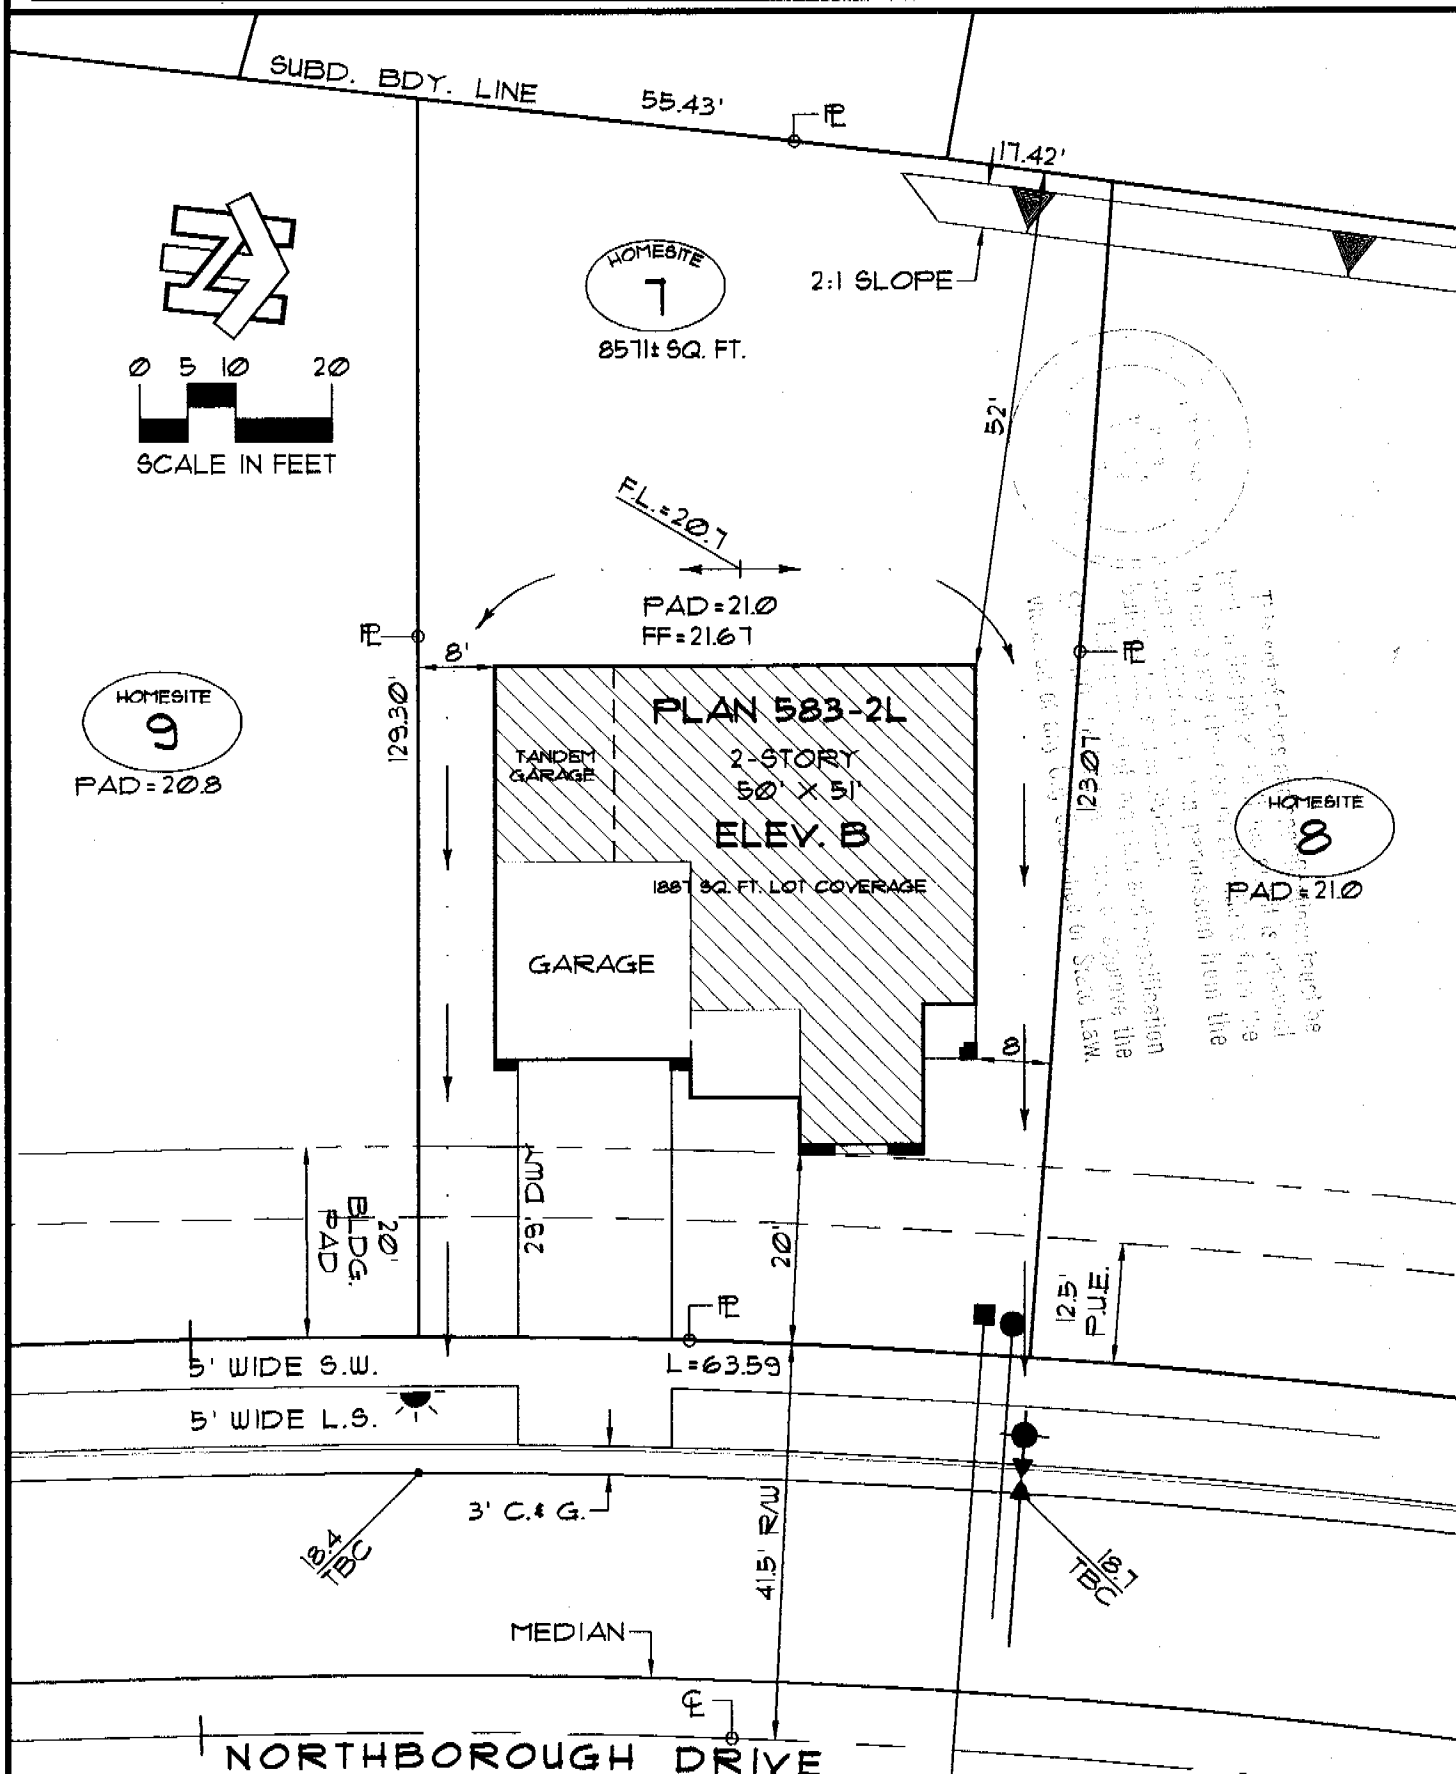 SUBD. BDY. LINE
55.43'
PL
17.42'
HOMESITE
7
8571± SQ. FT.
2:1 SLOPE
0 5 10 20
SCALE IN FEET
52'
F.L.=20.7
PAD=21.0
FF=21.67
PL
8'
PL
129.30'
HOMESITE
9
PAD=20.8
PLAN 583-2L
TANDEM
GARAGE
2-STORY
50' X 51'
ELEV. B
1887 SQ. FT. LOT COVERAGE
123.07'
HOMESITE
8
PAD=21.0
GARAGE
8'
20'
BLDG.
PAD
29' DWY
20'
12.5'
P.U.E.
PL
5' WIDE S.W.
L=63.59
5' WIDE L.S.
3' C.& G.
41.5' R/W
18.4
TBC
18.7
TBC
MEDIAN
CL
NORTHBOROUGH DRIVE